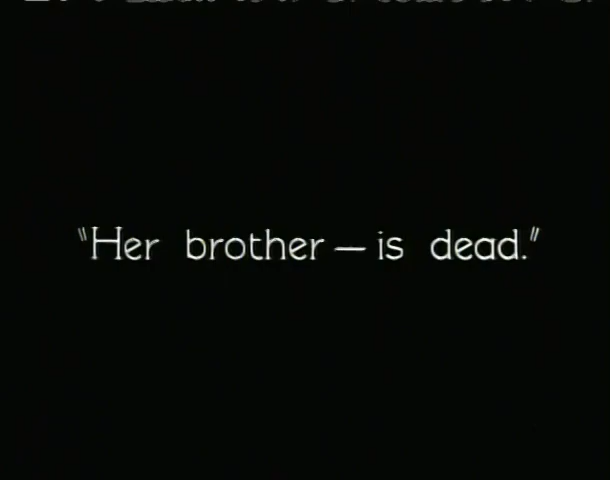 "Her brother — is dead."